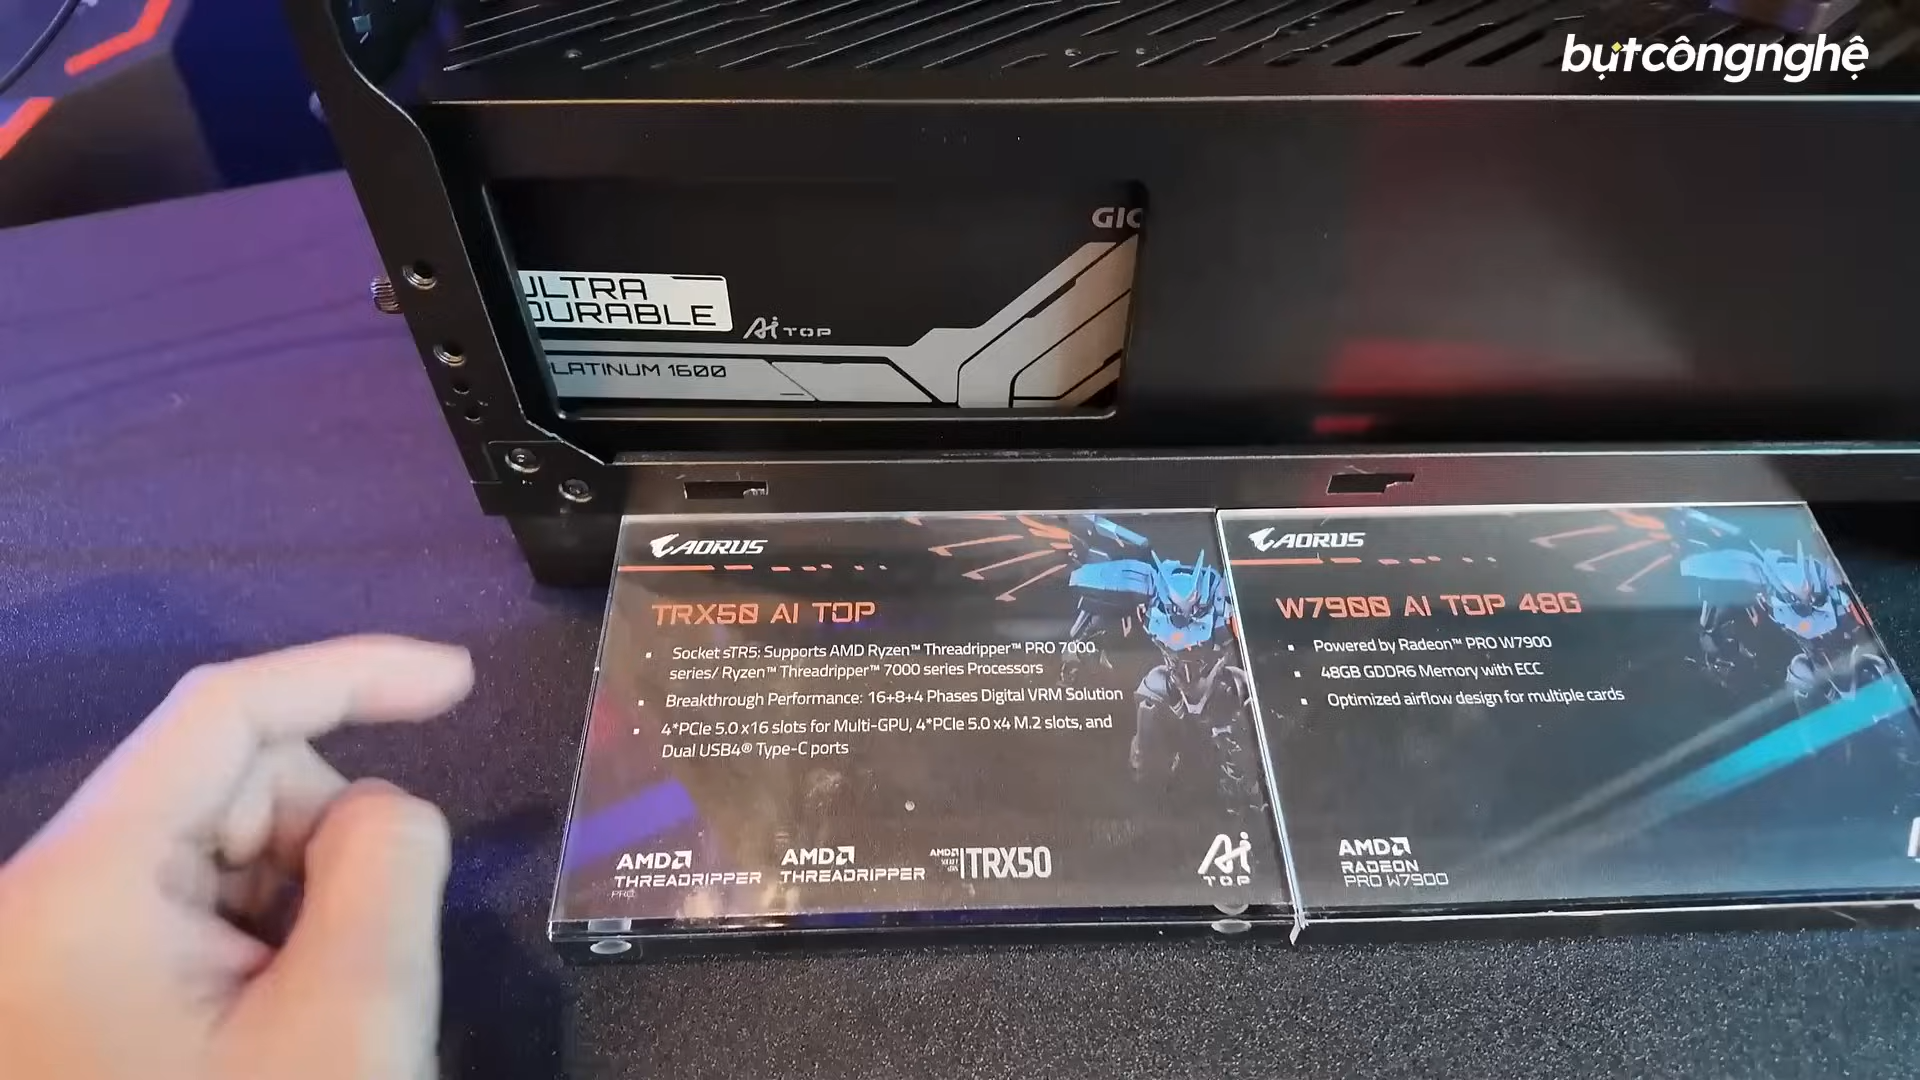 bụtcôngnghệ
GIG
ULTRA
DURABLE
Ai TOP
PLATINUM 1600
AORUS
TRX50 AI TOP
▪ Socket sTR5: Supports AMD Ryzen™ Threadripper™ PRO 7000
series/ Ryzen™ Threadripper™ 7000 series Processors
▪ Breakthrough Performance: 16+8+4 Phases Digital VRM Solution
▪ 4*PCIe 5.0 x16 slots for Multi-GPU, 4*PCIe 5.0 x4 M.2 slots, and
Dual USB4® Type-C ports
AMD
THREADRIPPER
PRO
AMD
THREADRIPPER
AMD
TRX50
Ai
TOP
AORUS
W7900 AI TOP 48G
▪ Powered by Radeon™ PRO W7900
▪ 48GB GDDR6 Memory with ECC
▪ Optimized airflow design for multiple cards
AMD
RADEON
PRO W7900